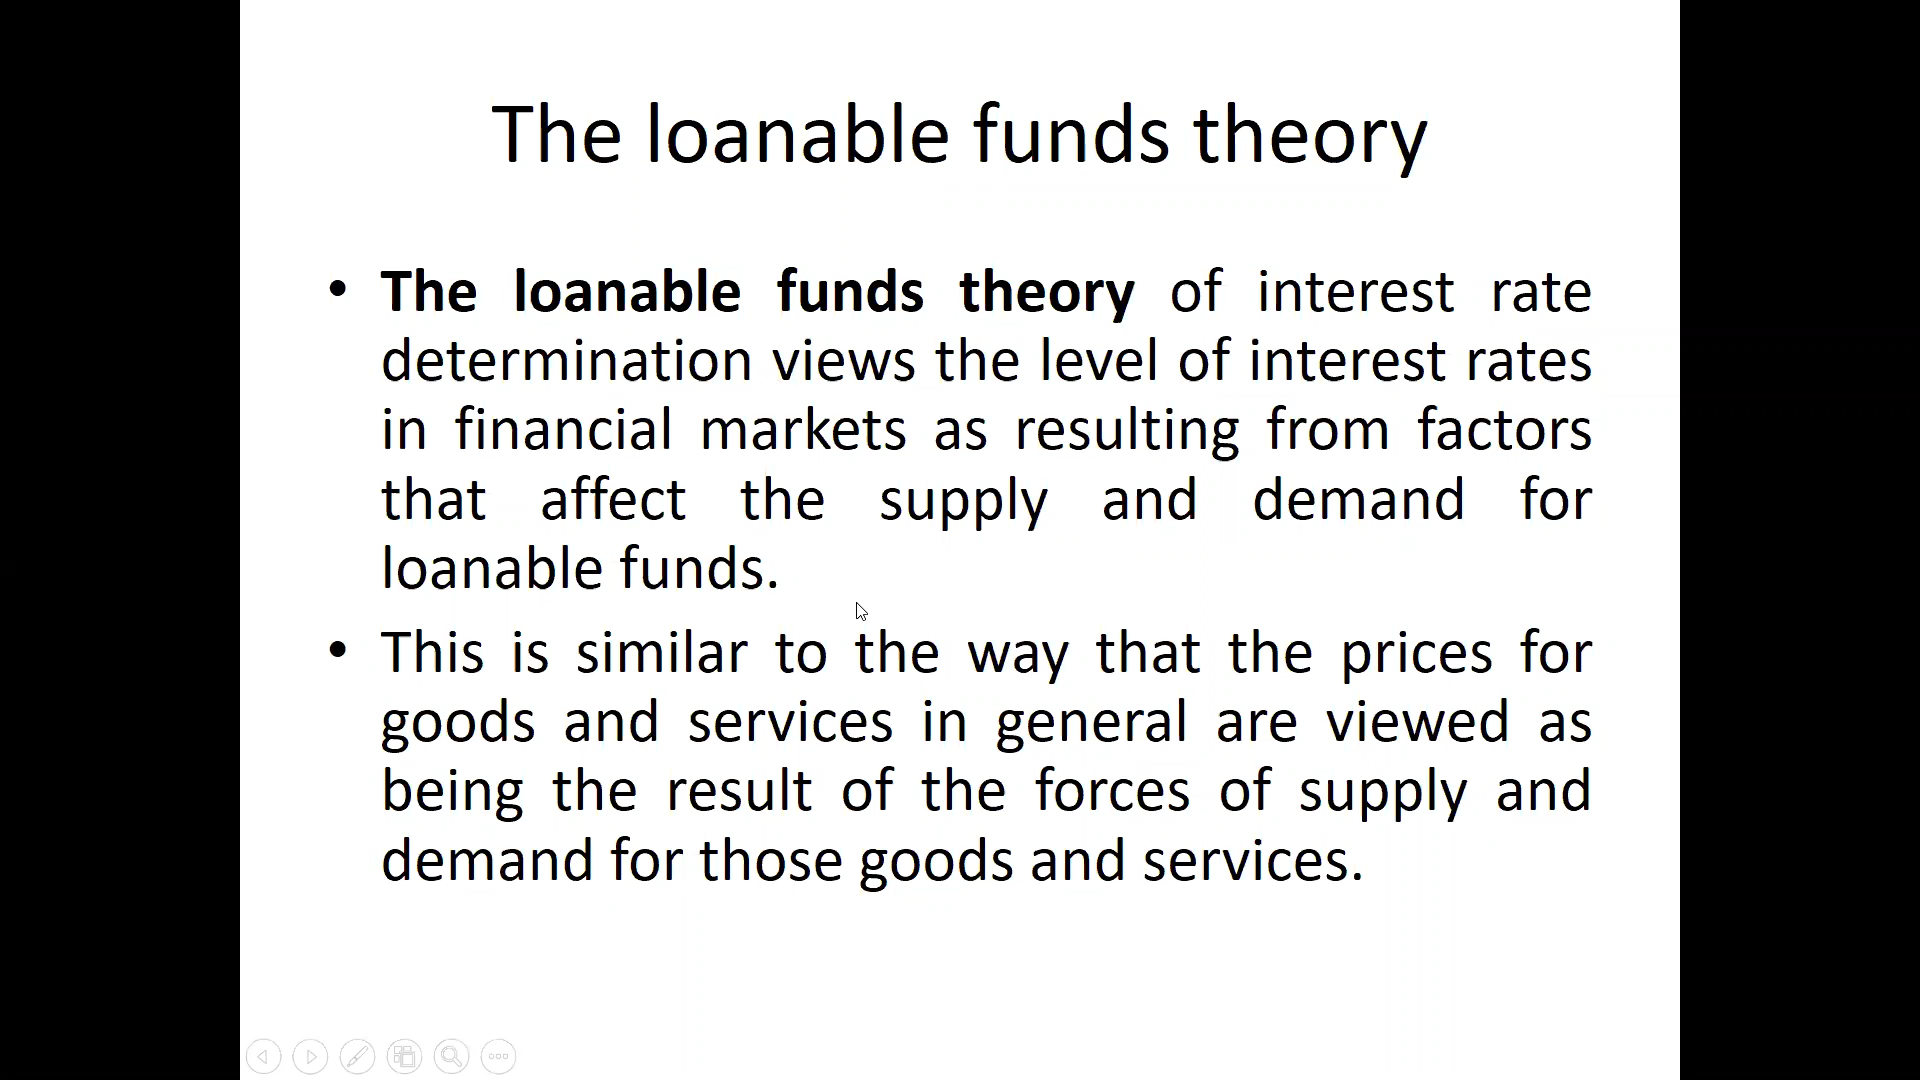 The loanable funds theory
• The loanable funds theory of interest rate
determination views the level of interest rates
in financial markets as resulting from factors
that affect the supply and demand for
loanable funds.
• This is similar to the way that the prices for
goods and services in general are viewed as
being the result of the forces of supply and
demand for those goods and services.